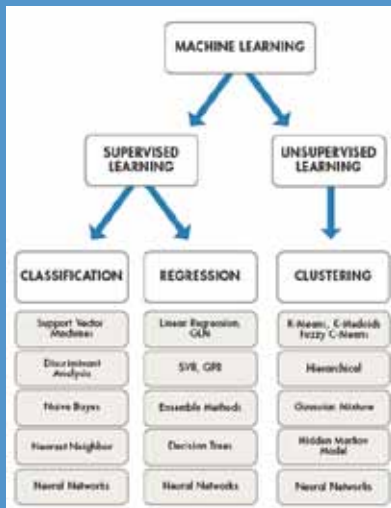 MACHINE LEARNING
SUPERVISED
LEARNING
UNSUPERVISED
LEARNING
CLASSIFICATION
REGRESSION
CLUSTERING
Support Vector
Machines
Linear Regression,
GLM
K-Means, K-Medoids
Fuzzy C-Means
Discriminant
Analysis
SVR, GPR
Hierarchical
Naive Bayes
Ensemble Methods
Gaussian Mixture
Nearest Neighbor
Decision Trees
Hidden Markov
Model
Neural Networks
Neural Networks
Neural Networks